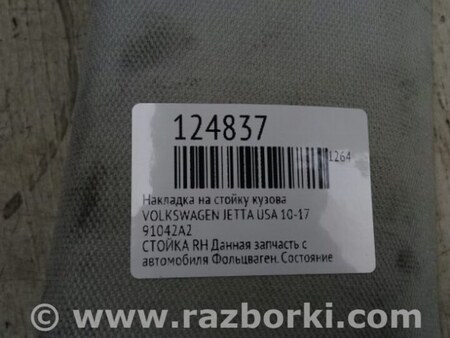 124837
1264
Накладка на стойку кузова
VOLKSWAGEN JETTA USA 10-17
91042A2
СТОЙКА RH Данная запчасть с
автомобиля Фольцваген. Состояние
www.razborki.com